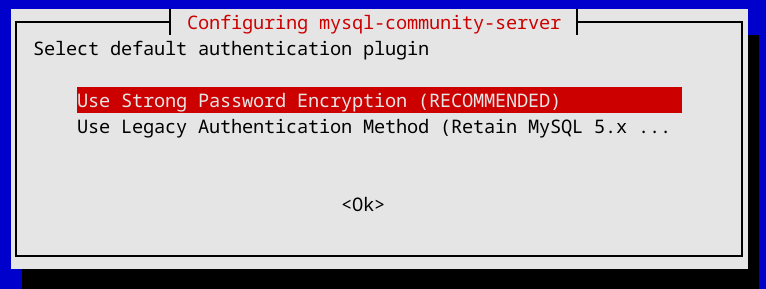 Configuring mysql-community-server
Select default authentication plugin
Use Strong Password Encryption (RECOMMENDED)
Use Legacy Authentication Method (Retain MySQL 5.x ...
<Ok>